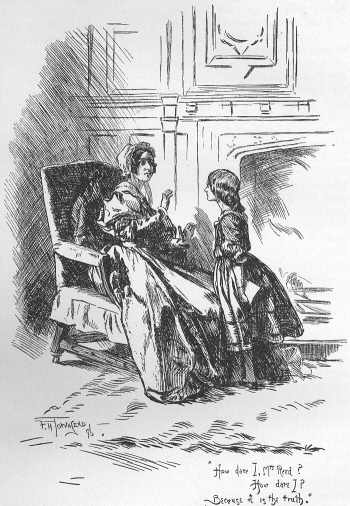 F. H. TOWNSEND
"How dare I, Mrs Reed?
How dare I?
Because it is the truth."